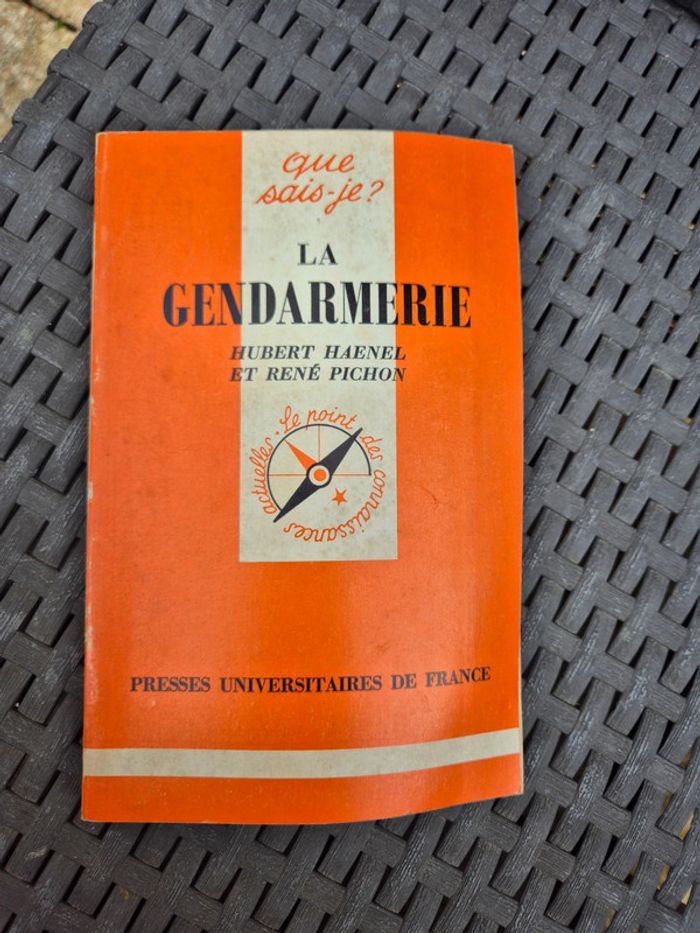 que
sais-je?
LA
GENDARMERIE
HUBERT HAENEL
ET RENÉ PICHON
Le point des connaissances actuelles.
PRESSES UNIVERSITAIRES DE FRANCE